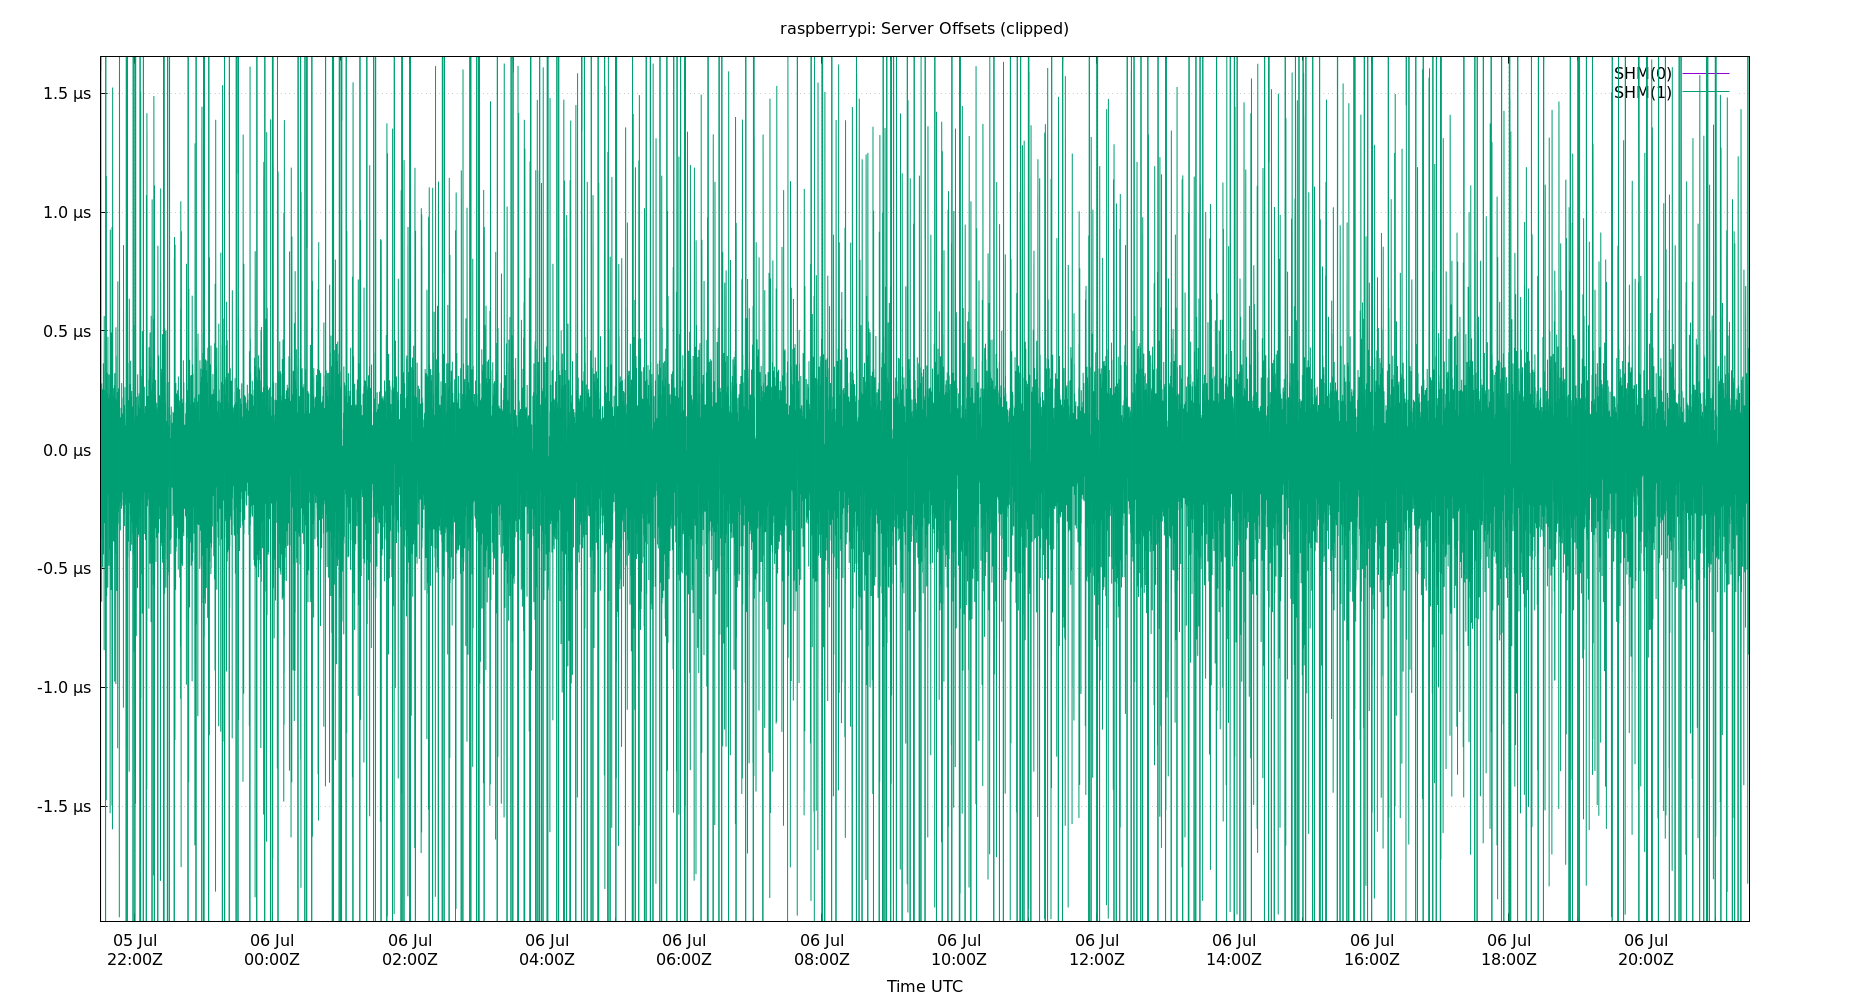 raspberrypi: Server Offsets (clipped)
SHM(0)
SHM(1)
1.5 µs
1.0 µs
0.5 µs
0.0 µs
-0.5 µs
-1.0 µs
-1.5 µs
05 Jul 06 Jul 06 Jul 06 Jul 06 Jul 06 Jul 06 Jul 06 Jul 06 Jul 06 Jul 06 Jul 06 Jul
22:00Z 00:00Z 02:00Z 04:00Z 06:00Z 08:00Z 10:00Z 12:00Z 14:00Z 16:00Z 18:00Z 20:00Z
Time UTC